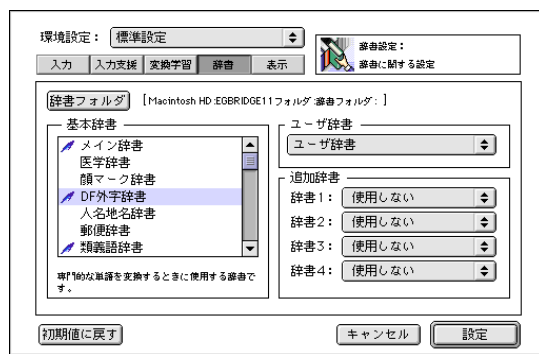 環境設定： 標準設定
入力 入力支援 変換学習 辞書 表示
辞書設定：
辞書に関する設定
辞書フォルダ [Macintosh HD:EGBRIDGE11フォルダ:辞書フォルダ: ]
基本辞書
メイン辞書
医学辞書
顔マーク辞書
DF外字辞書
人名地名辞書
郵便辞書
類義語辞書
専門的な単語を変換するときに使用する辞書で
す。
ユーザ辞書
ユーザ辞書
追加辞書
辞書1： 使用しない
辞書2： 使用しない
辞書3： 使用しない
辞書4： 使用しない
初期値に戻す キャンセル 設定